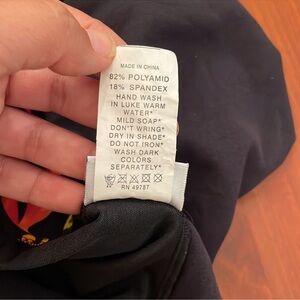 MADE IN CHINA
82% POLYAMID
18% SPANDEX
HAND WASH
IN LUKE WARM
WATER*
MILD SOAP*
DON'T WRING*
DRY IN SHADE*
DO NOT IRON*
WASH DARK
COLORS
SEPARATELY*
RN 49787